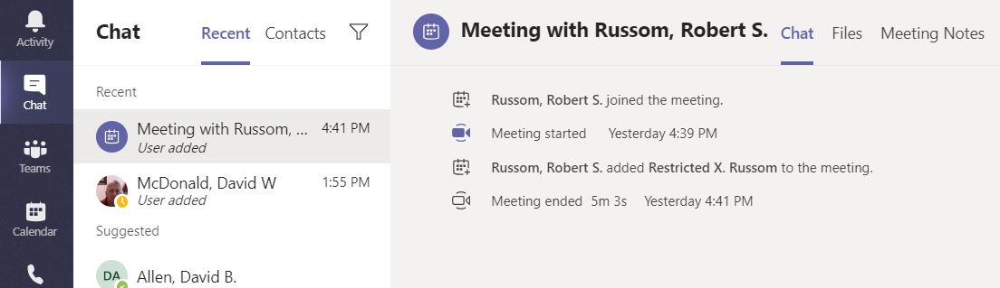 Activity
Chat
Teams
Calendar
Chat
Recent
Contacts
Recent
Meeting with Russom, ...
4:41 PM
User added
McDonald, David W
1:55 PM
User added
Suggested
DA
Allen, David B.
Meeting with Russom, Robert S.
Chat
Files
Meeting Notes
Russom, Robert S. joined the meeting.
Meeting started Yesterday 4:39 PM
Russom, Robert S. added Restricted X. Russom to the meeting.
Meeting ended 5m 3s Yesterday 4:41 PM